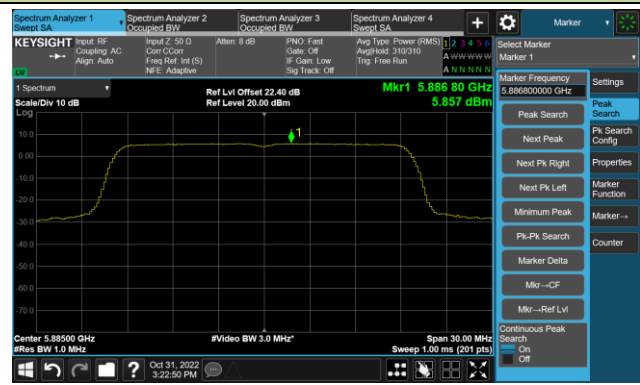 Spectrum Analyzer 1
Swept SA
Spectrum Analyzer 2
Occupied BW
Spectrum Analyzer 3
Occupied BW
Spectrum Analyzer 4
Swept SA
Marker
KEYSIGHT
Input: RF
Coupling: AC
Align: Auto
Input Z: 50 Ω
Corr CCorr
Freq Ref: Int (S)
NFE: Adaptive
Atten: 8 dB
PNO: Fast
Gate: Off
IF Gain: Low
Sig Track: Off
Avg Type: Power (RMS)
Avg|Hold: 310/310
Trig: Free Run
1 2 3 4 5 6
A W W W W W
A N N N N N
Select Marker
Marker 1
1 Spectrum
Scale/Div 10 dB
Log
Ref Lvl Offset 22.40 dB
Ref Level 20.00 dBm
Mkr1 5.886 80 GHz
5.857 dBm
10.0
0.00
-10.0
-20.0
-30.0
-40.0
-50.0
-60.0
-70.0
1
Center 5.88500 GHz
#Res BW 1.0 MHz
#Video BW 3.0 MHz*
Span 30.00 MHz
Sweep 1.00 ms (201 pts)
Marker Frequency
5.886800000 GHz
Peak Search
Next Peak
Next Pk Right
Next Pk Left
Minimum Peak
Pk-Pk Search
Marker Delta
Mkr→CF
Mkr→Ref Lvl
Continuous Peak
Search
On
Off
Settings
Peak
Search
Pk Search
Config
Properties
Marker
Function
Marker→
Counter
?
Oct 31, 2022
3:22:50 PM